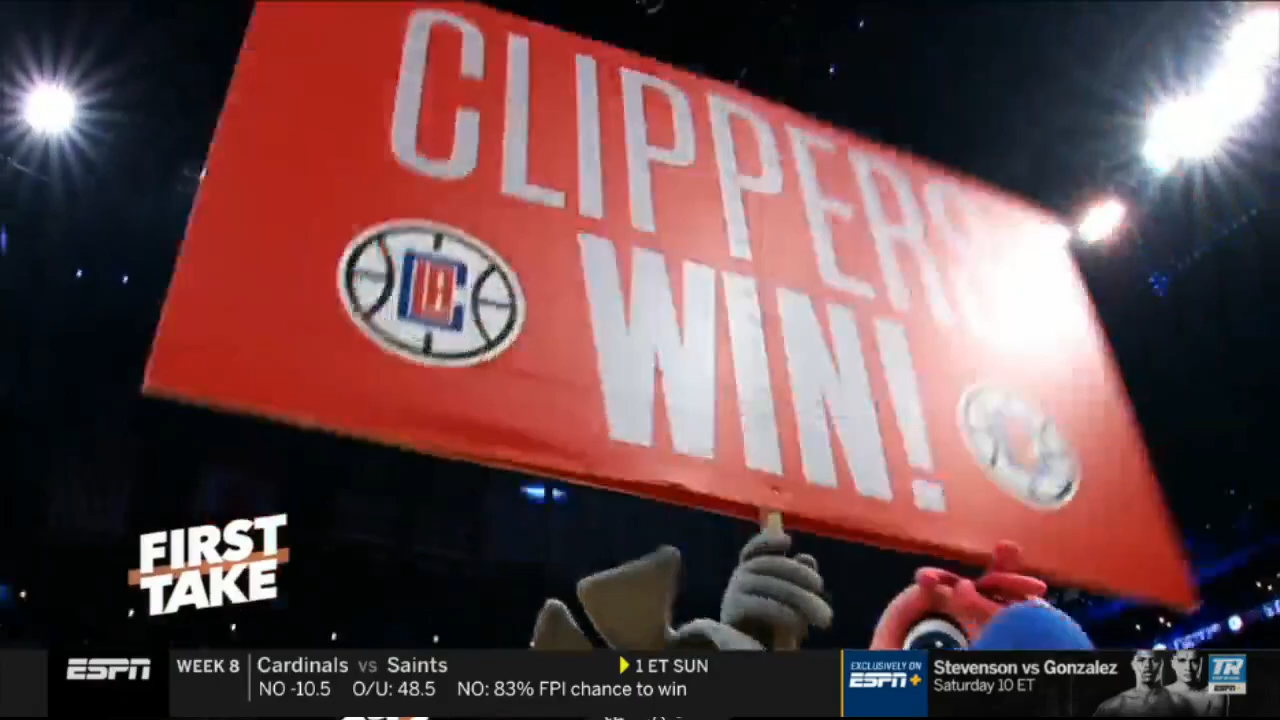 CLIPPERS
WIN!
FIRST
TAKE
ESPN
WEEK 8
Cardinals vs Saints
1 ET SUN
NO -10.5 O/U: 48.5 NO: 83% FPI chance to win
EXCLUSIVELY ON
ESPN+
Stevenson vs Gonzalez
Saturday 10 ET
TR
ESPN